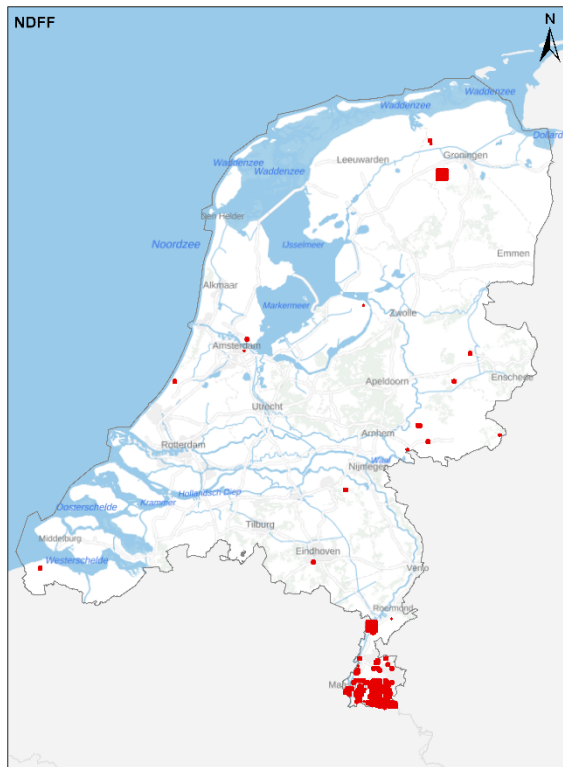 NDFF
N
Waddenzee
Waddenzee
Dollard
Leeuwarden
Groningen
Waddenzee
Waddenzee
Den Helder
Noordzee
IJsselmeer
Emmen
Alkmaar
Markermeer
Zwolle
Amsterdam
Apeldoorn
Enschede
Utrecht
Arnhem
Rotterdam
Waal
Nijmegen
Hollandsch Diep
Krammer
Oosterschelde
Tilburg
Middelburg
Eindhoven
Westerschelde
Venlo
Roermond